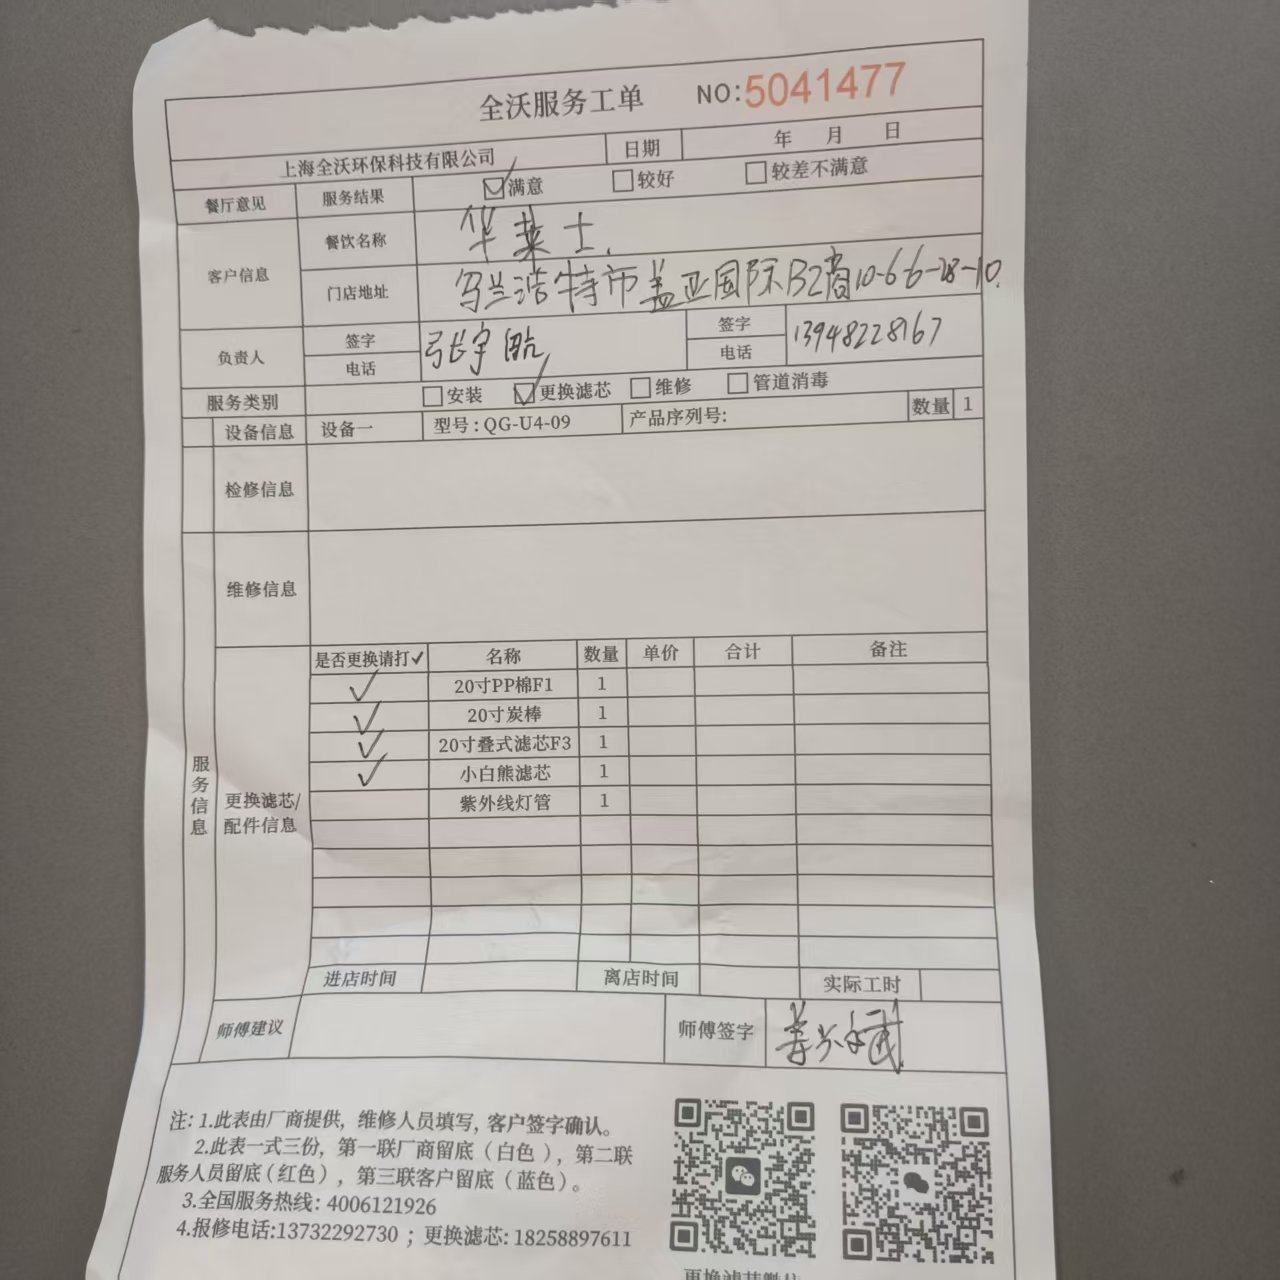 全沃服务工单 NO:5041477
上海全沃环保科技有限公司 日期 年 月 日
餐厅意见 服务结果 ☑满意 □较好 □较差不满意
客户信息 餐饮名称 华莱士.
门店地址 乌兰浩特市盖亚国际B2商10-6 6-28-10.
负责人 签字 张宇航 签字 13948228167
电话 电话
服务类别 □安装 ☑更换滤芯 □维修 □管道消毒
设备信息 设备一 型号:QG-U4-09 产品序列号: 数量 1
检修信息
维修信息
服务信息
更换滤芯/配件信息
是否更换请打✓ 名称 数量 单价 合计 备注
✓ 20寸PP棉F1 1
✓ 20寸炭棒 1
✓ 20寸叠式滤芯F3 1
✓ 小白熊滤芯 1
紫外线灯管 1
进店时间 离店时间 实际工时
师傅建议 师傅签字
注: 1.此表由厂商提供，维修人员填写，客户签字确认。
2.此表一式三份，第一联厂商留底（白色），第二联
服务人员留底（红色），第三联客户留底（蓝色）。
3.全国服务热线: 4006121926
4.报修电话:13732292730 ；更换滤芯: 18258897611